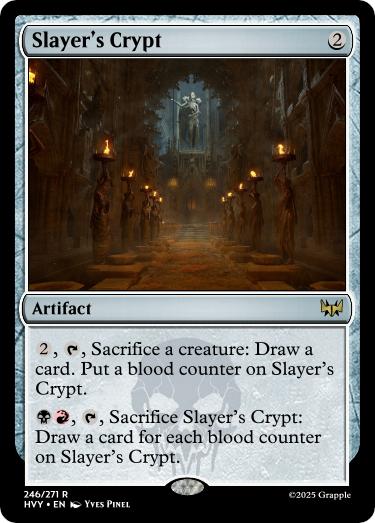 Slayer's Crypt 2
Artifact
2, , Sacrifice a creature: Draw a
card. Put a blood counter on Slayer's
Crypt.
, , Sacrifice Slayer's Crypt:
Draw a card for each blood counter
on Slayer's Crypt.
246/271 R
HVY • EN Yves Pinel
©2025 Grapple